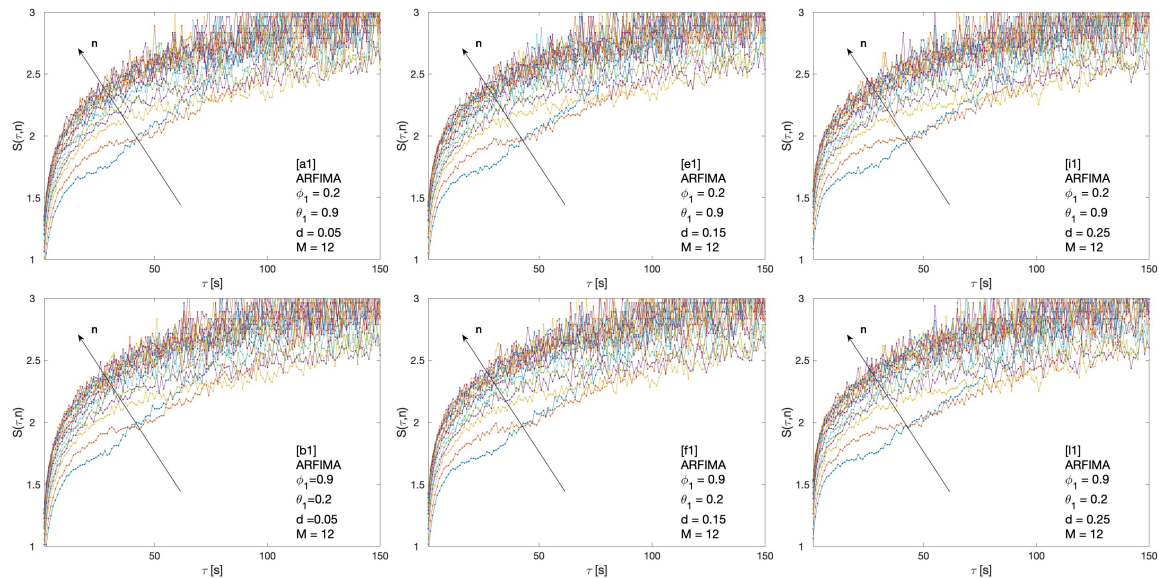 3
2.5
2
1.5
1
S(τ,n)
n
[a1]
ARFIMA
ϕ1 = 0.2
θ1 = 0.9
d = 0.05
M = 12
50
100
150
τ [s]
3
2.5
2
1.5
1
S(τ,n)
n
[e1]
ARFIMA
ϕ1 = 0.2
θ1 = 0.9
d = 0.15
M = 12
50
100
150
τ [s]
3
2.5
2
1.5
1
S(τ,n)
n
[i1]
ARFIMA
ϕ1 = 0.2
θ1 = 0.9
d = 0.25
M = 12
50
100
150
τ [s]
3
2.5
2
1.5
1
S(τ,n)
n
[b1]
ARFIMA
ϕ1=0.9
θ1=0.2
d =0.05
M = 12
50
100
150
τ [s]
3
2.5
2
1.5
1
S(τ,n)
n
[f1]
ARFIMA
ϕ1 = 0.9
θ1 = 0.2
d = 0.15
M = 12
50
100
150
τ [s]
3
2.5
2
1.5
1
S(τ,n)
n
[l1]
ARFIMA
ϕ1 = 0.9
θ1 = 0.2
d = 0.25
M = 12
50
100
150
τ [s]